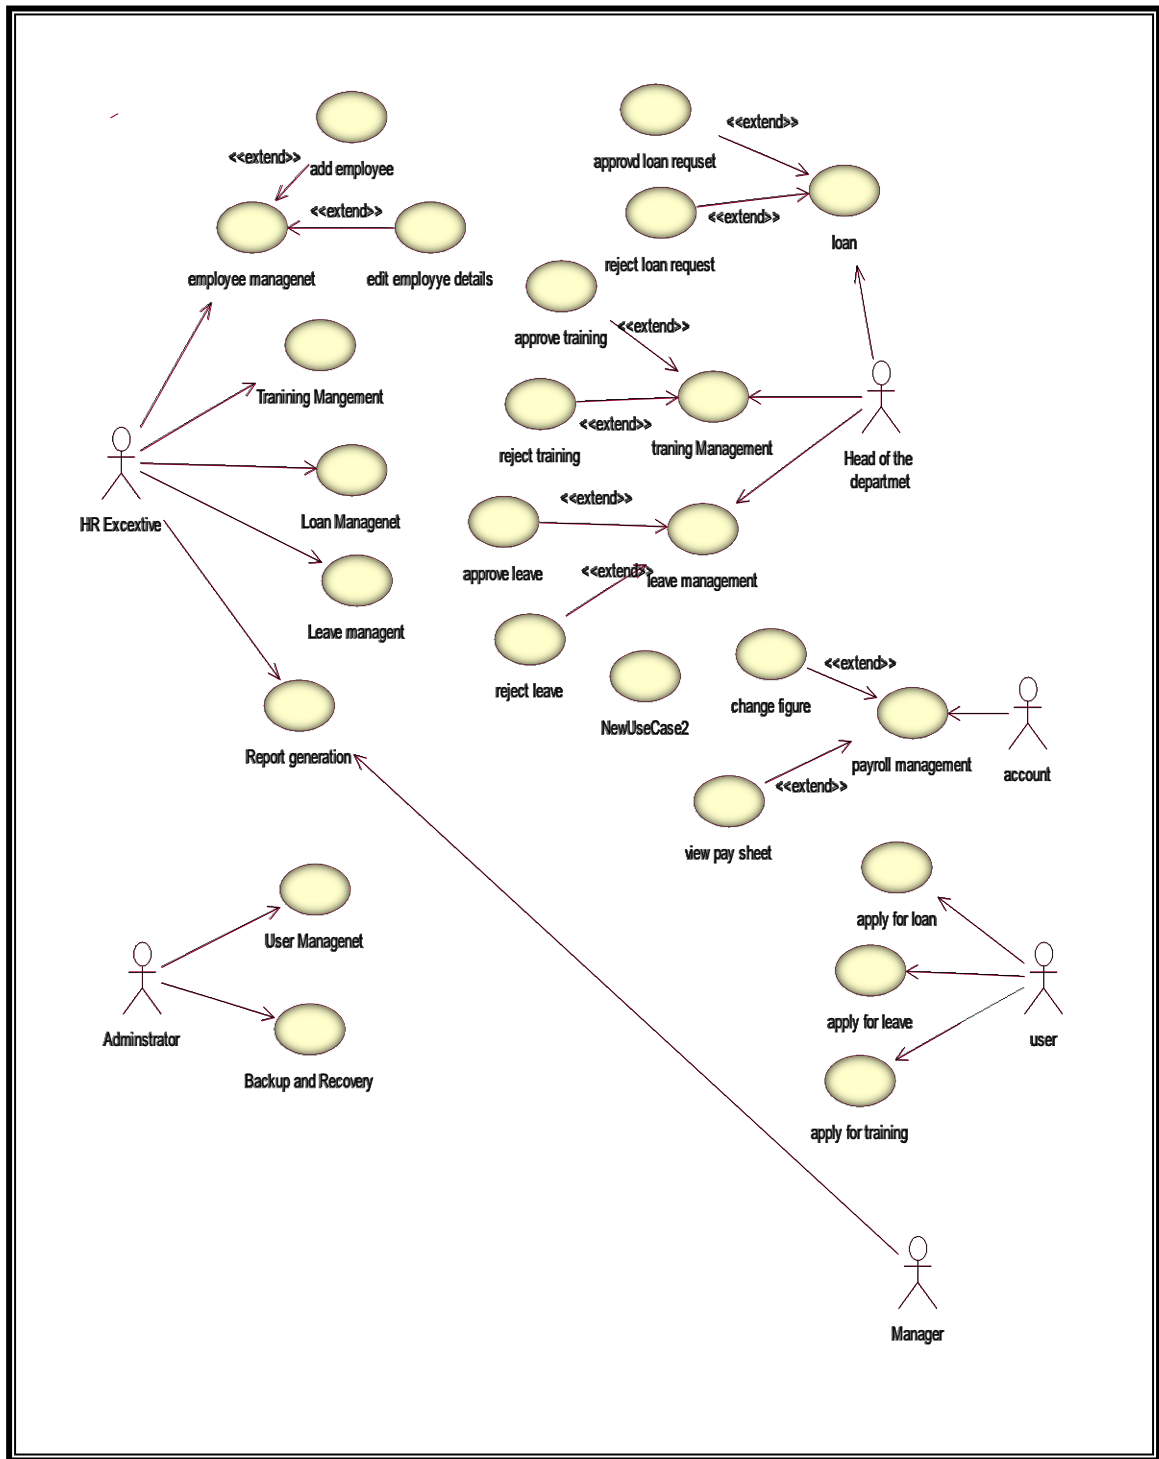 <<extend>>
add employee
<<extend>>
employee managenet
edit employye details
Tranining Mangement
HR Excextive
Loan Managenet
Leave managent
Report generation
<<extend>>
approvd loan requset
<<extend>>
loan
reject loan request
<<extend>>
approve training
<<extend>>
reject training
traning Management
Head of the
departmet
<<extend>>
approve leave
<<extend>>
leave management
reject leave
NewUseCase2
<<extend>>
change figure
payroll management
account
<<extend>>
view pay sheet
User Managenet
Adminstrator
Backup and Recovery
apply for loan
apply for leave
user
apply for training
Manager